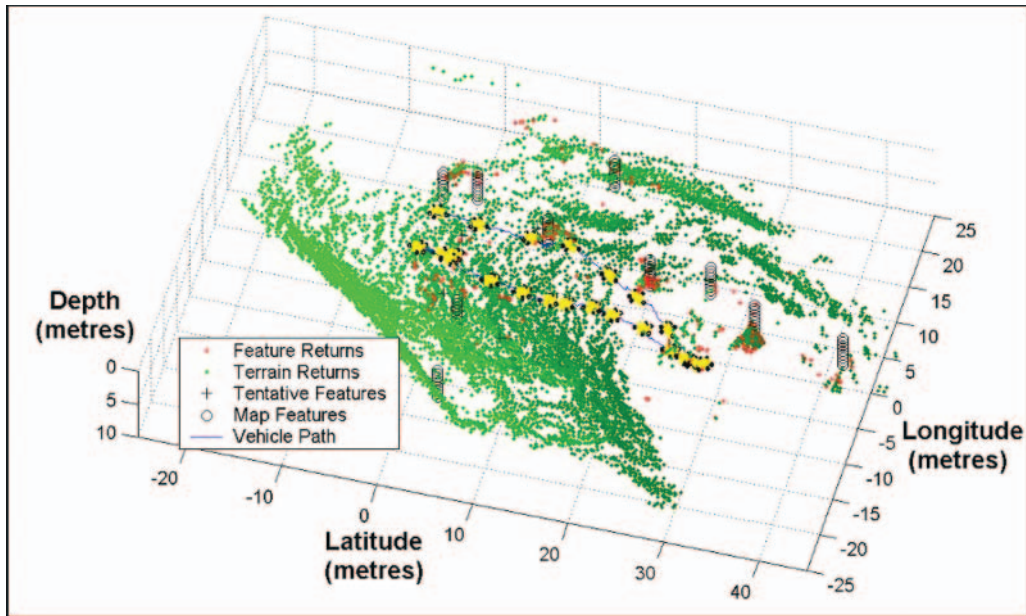 Depth
(metres)
0
5
10
Feature Returns
Terrain Returns
Tentative Features
Map Features
Vehicle Path
-20
-10
0
10
20
30
40
Latitude
(metres)
25
20
15
10
5
0
-5
-10
-15
-20
-25
Longitude
(metres)